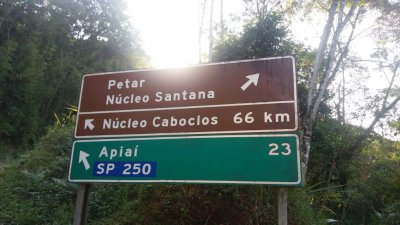 Petar
Núcleo Santana
Núcleo Caboclos 66 km
Apiaí 23
SP 250